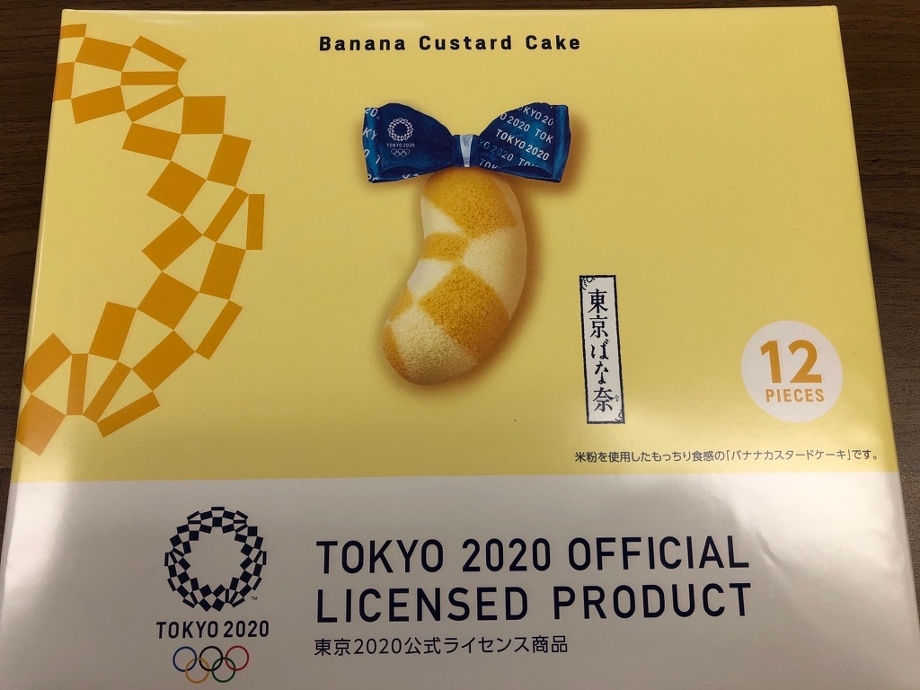 Banana Custard Cake
TOKYO 2020
TOKYO 2020
東京ばな奈
12
PIECES
米粉を使用したもっちり食感の「バナナカスタードケーキ」です。
TOKYO 2020 OFFICIAL
LICENSED PRODUCT
東京2020公式ライセンス商品
TOKYO 2020